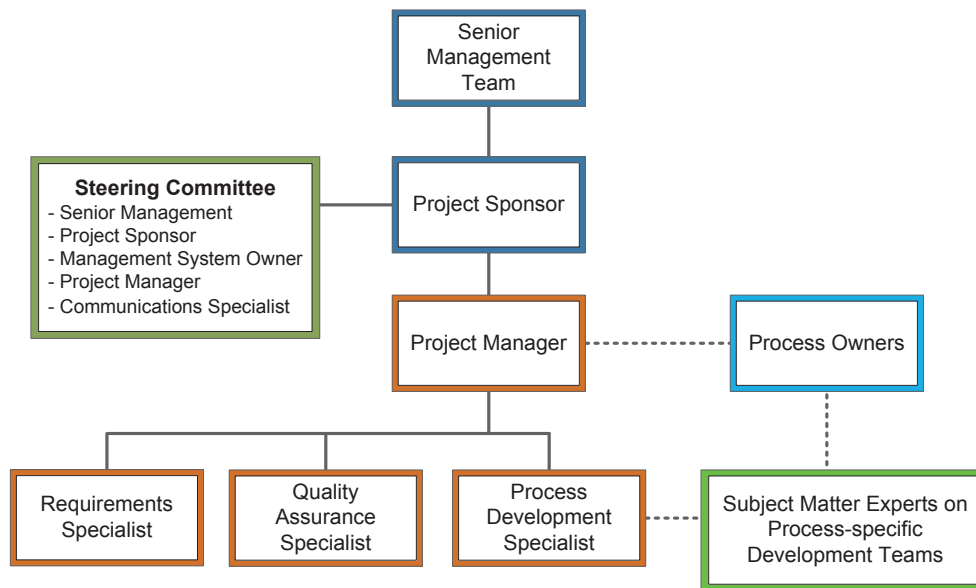 Senior
Management
Team
Steering Committee
- Senior Management
- Project Sponsor
- Management System Owner
- Project Manager
- Communications Specialist
Project Sponsor
Project Manager
Process Owners
Requirements
Specialist
Quality
Assurance
Specialist
Process
Development
Specialist
Subject Matter Experts on
Process-specific
Development Teams